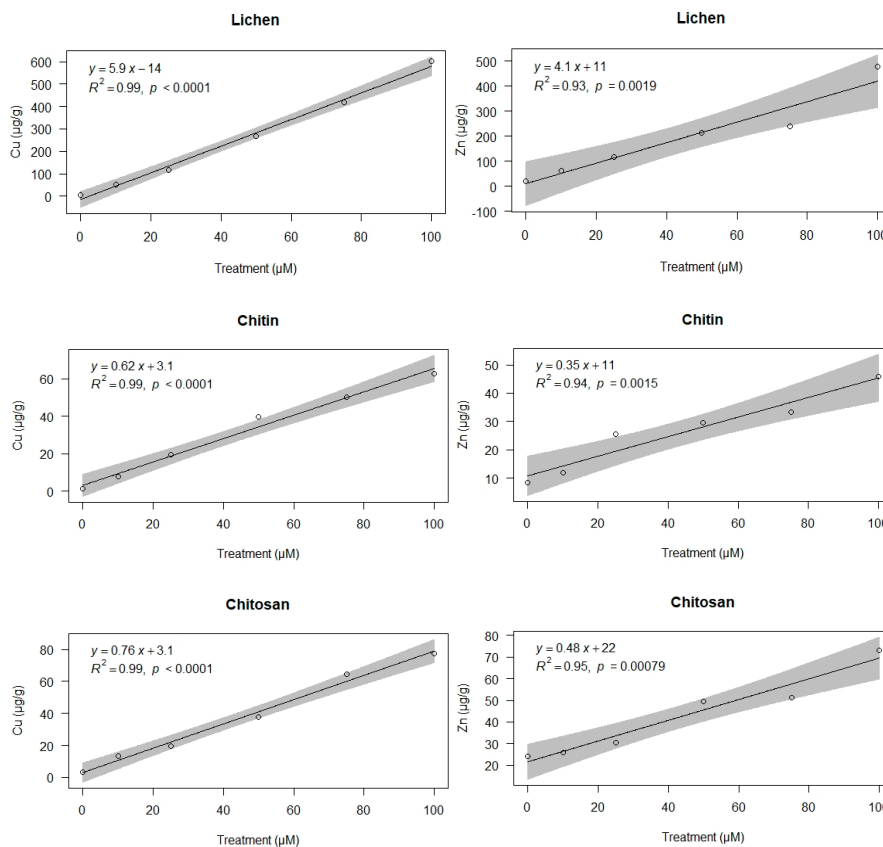 Lichen
y = 5.9 x − 14
R² = 0.99, p < 0.0001
600
500
400
300
200
100
0
Cu (µg/g)
0 20 40 60 80 100
Treatment (µM)
Lichen
y = 4.1 x + 11
R² = 0.93, p = 0.0019
500
400
300
200
100
0
-100
Zn (µg/g)
0 20 40 60 80 100
Treatment (µM)
Chitin
y = 0.62 x + 3.1
R² = 0.99, p < 0.0001
60
40
20
0
Cu (µg/g)
0 20 40 60 80 100
Treatment (µM)
Chitin
y = 0.35 x + 11
R² = 0.94, p = 0.0015
50
40
30
20
10
Zn (µg/g)
0 20 40 60 80 100
Treatment (µM)
Chitosan
y = 0.76 x + 3.1
R² = 0.99, p < 0.0001
80
60
40
20
0
Cu (µg/g)
0 20 40 60 80 100
Treatment (µM)
Chitosan
y = 0.48 x + 22
R² = 0.95, p = 0.00079
80
70
60
50
40
30
20
Zn (µg/g)
0 20 40 60 80 100
Treatment (µM)